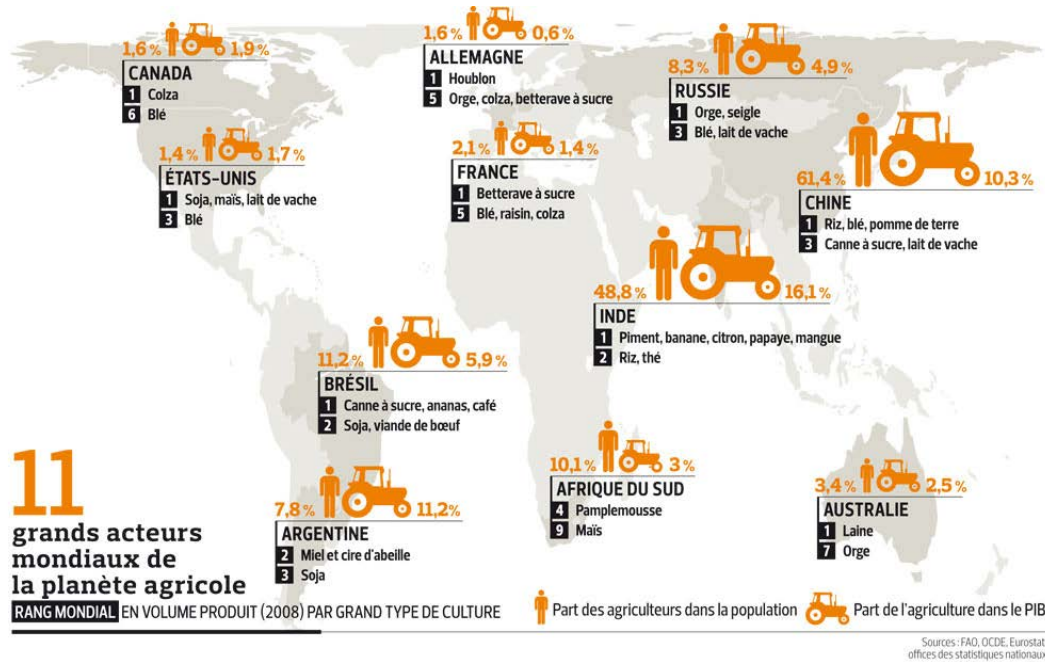 1,6 % 1,9 %
CANADA
1 Colza
6 Blé
1,6 % 0,6 %
ALLEMAGNE
1 Houblon
5 Orge, colza, betterave à sucre
8,3 % 4,9 %
RUSSIE
1 Orge, seigle
3 Blé, lait de vache
1,4 % 1,7 %
ÉTATS-UNIS
1 Soja, maïs, lait de vache
3 Blé
2,1 % 1,4 %
FRANCE
1 Betterave à sucre
5 Blé, raisin, colza
61,4 % 10,3 %
CHINE
1 Riz, blé, pomme de terre
3 Canne à sucre, lait de vache
48,8 % 16,1 %
INDE
1 Piment, banane, citron, papaye, mangue
2 Riz, thé
11,2 % 5,9 %
BRÉSIL
1 Canne à sucre, ananas, café
2 Soja, viande de bœuf
10,1 % 3 %
AFRIQUE DU SUD
4 Pamplemousse
9 Maïs
3,4 % 2,5 %
AUSTRALIE
1 Laine
7 Orge
7,8 % 11,2%
ARGENTINE
2 Miel et cire d'abeille
3 Soja
11
grands acteurs
mondiaux de
la planète agricole
RANG MONDIAL EN VOLUME PRODUIT (2008) PAR GRAND TYPE DE CULTURE
Part des agriculteurs dans la population
Part de l'agriculture dans le PIB
Sources : FAO, OCDE, Eurostat
offices des statistiques nationaux